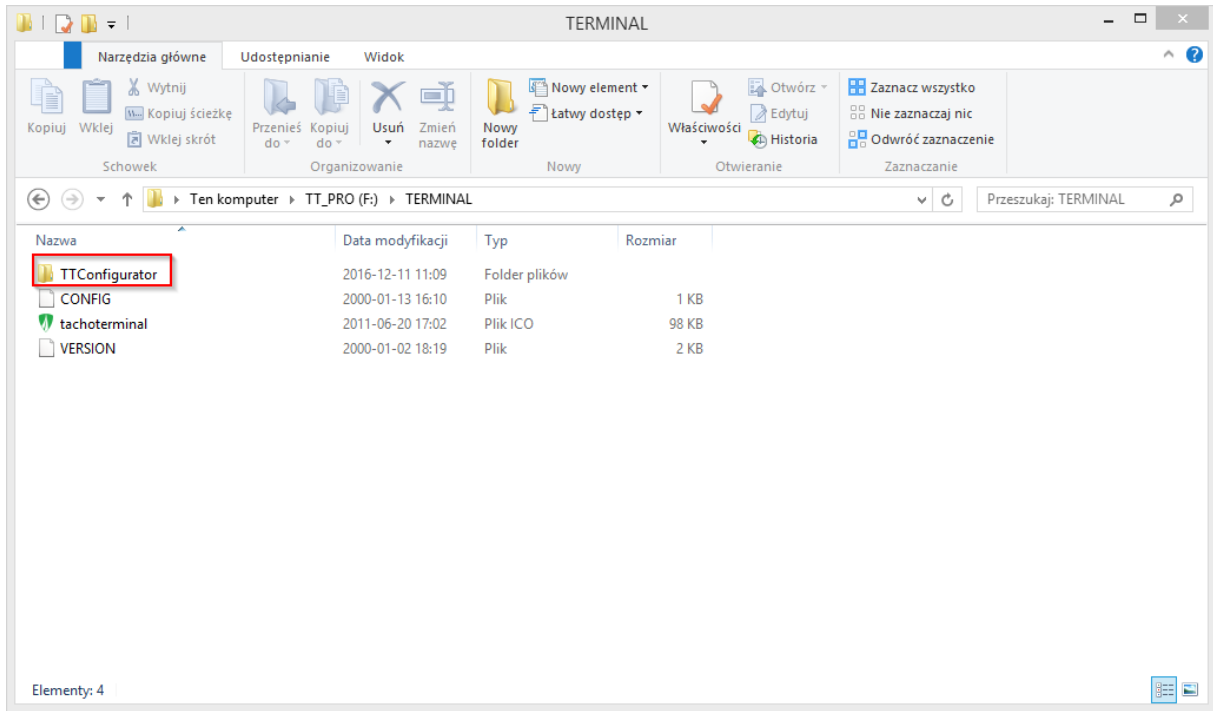 TERMINAL
Narzędzia główne Udostępnianie Widok
Kopiuj
Wklej
Wytnij
Kopiuj ścieżkę
Wklej skrót
Schowek
Przenieś do
Kopiuj do
Usuń
Zmień nazwę
Organizowanie
Nowy folder
Nowy element
Łatwy dostęp
Nowy
Właściwości
Otwórz
Edytuj
Historia
Otwieranie
Zaznacz wszystko
Nie zaznaczaj nic
Odwróć zaznaczenie
Zaznaczanie
Ten komputer TT_PRO (F:) TERMINAL
Przeszukaj: TERMINAL
Nazwa Data modyfikacji Typ Rozmiar
TTConfigurator 2016-12-11 11:09 Folder plików
CONFIG 2000-01-13 16:10 Plik 1 KB
tachoterminal 2011-06-20 17:02 Plik ICO 98 KB
VERSION 2000-01-02 18:19 Plik 2 KB
Elementy: 4